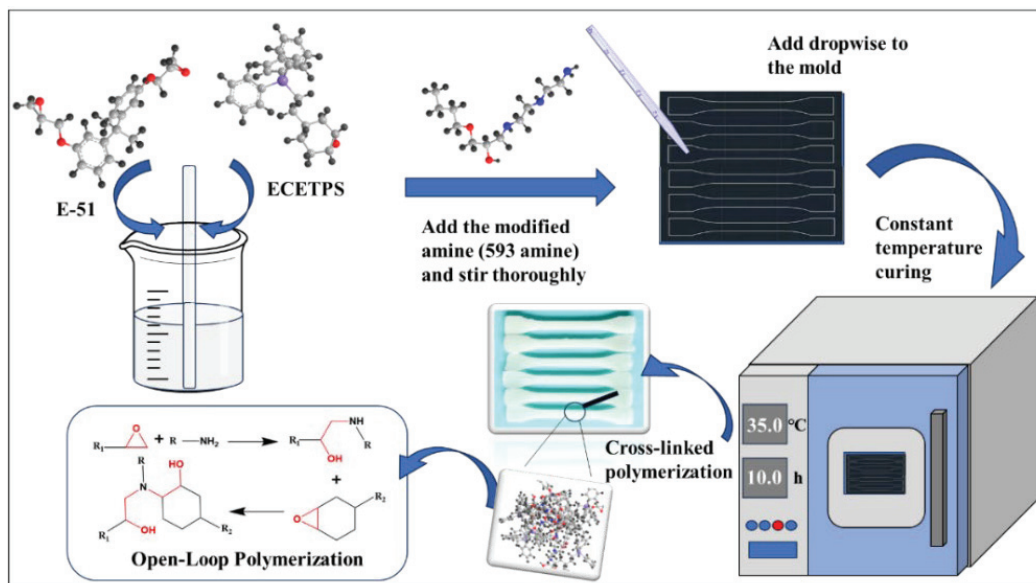 E-51
ECETPS
Add the modified
amine (593 amine)
and stir thoroughly
Add dropwise to
the mold
Constant
temperature
curing
35.0 °C
10.0 h
Cross-linked
polymerization
R₁ O + R—NH₂ → R₁ OH NH R
+
O R₂
R N HO R₁ OH R₂
Open-Loop Polymerization